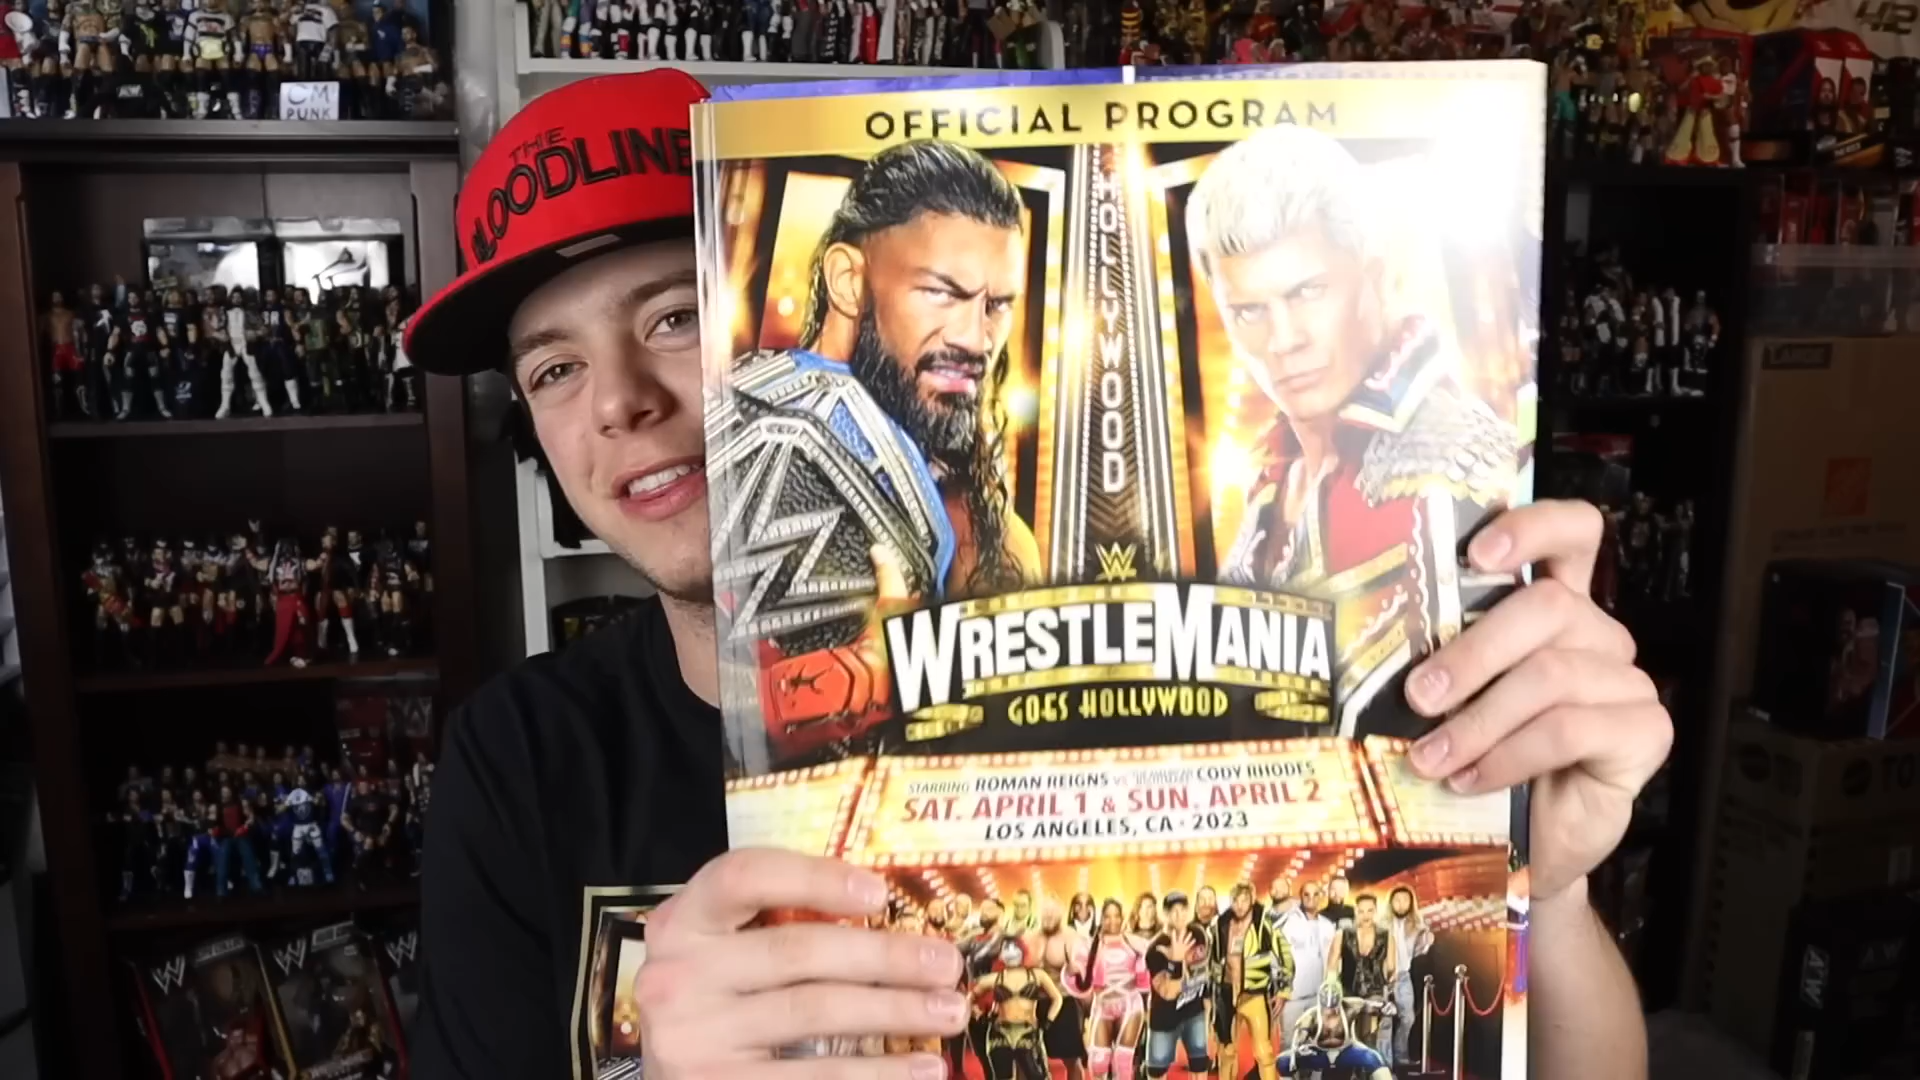 CM
PUNK
THE
BLOODLINE
OFFICIAL PROGRAM
HOLLYWOOD
WRESTLEMANIA
GOES HOLLYWOOD
STARRING ROMAN REIGNS VS. CODY RHODES
SAT. APRIL 1 & SUN. APRIL 2
LOS ANGELES, CA · 2023